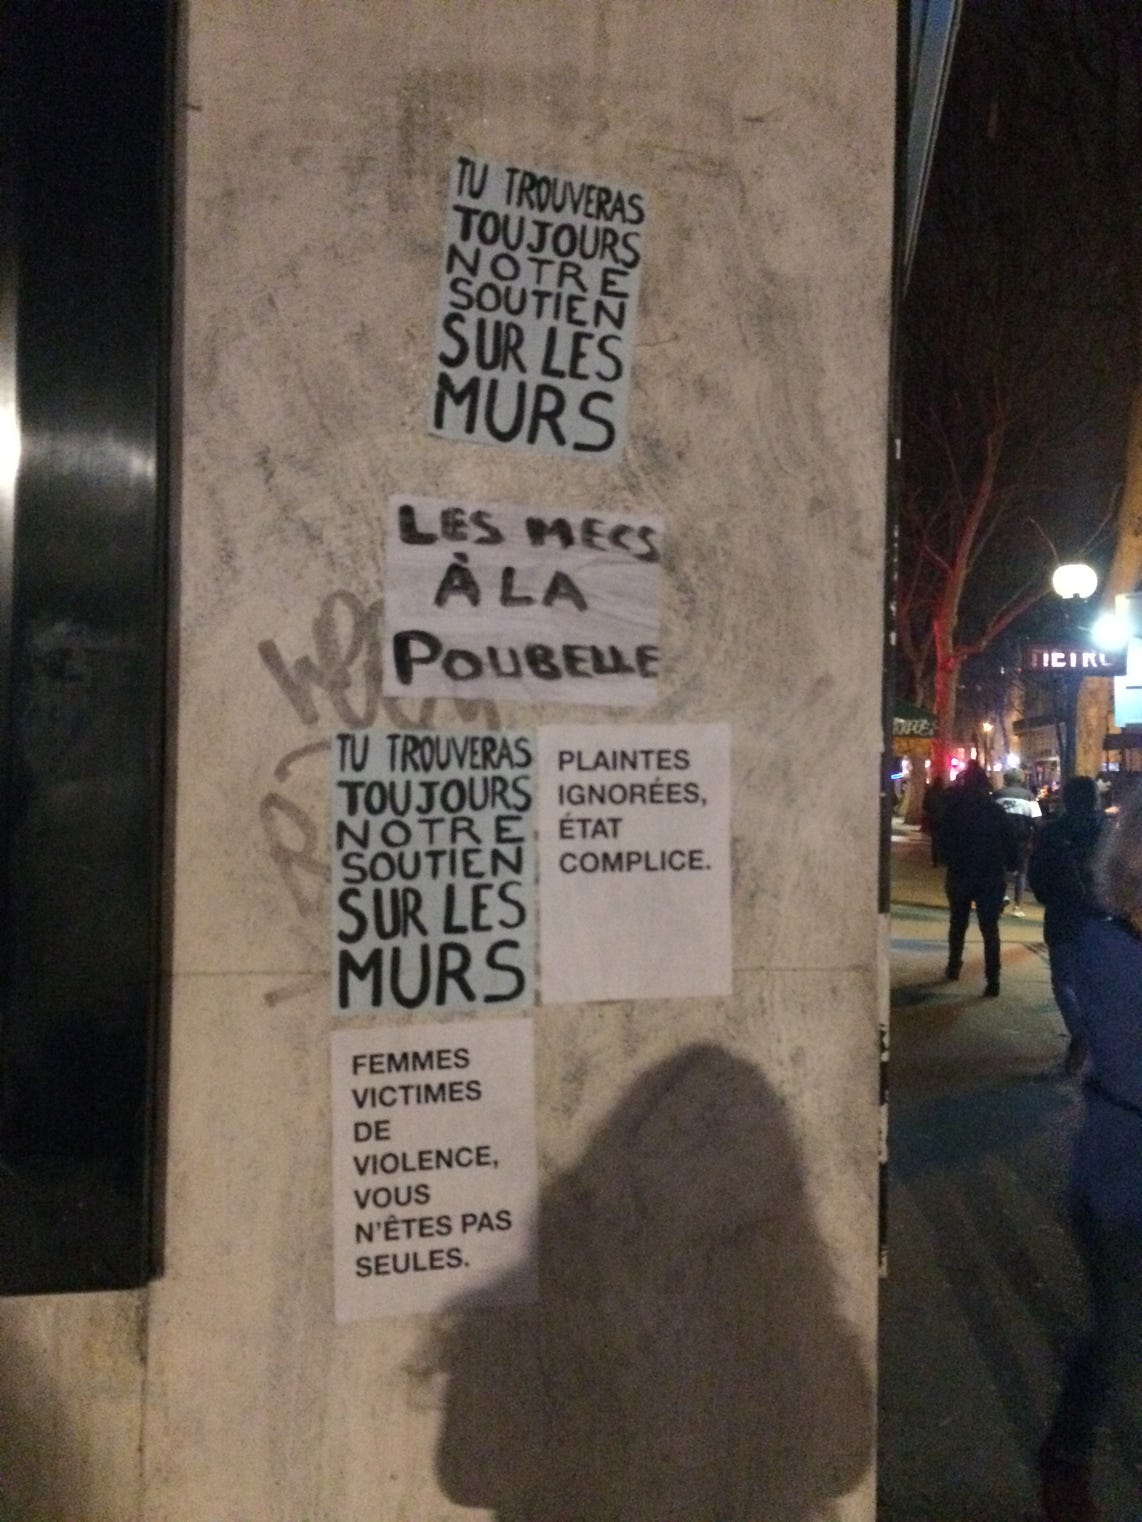 TU TROUVERAS
TOUJOURS
NOTRE
SOUTIEN
SUR LES
MURS
LES MECS
À LA
POUBELLE
TU TROUVERAS
TOUJOURS
NOTRE
SOUTIEN
SUR LES
MURS
PLAINTES
IGNORÉES,
ÉTAT
COMPLICE.
FEMMES
VICTIMES
DE
VIOLENCE,
VOUS
N'ÊTES PAS
SEULES.
METRO